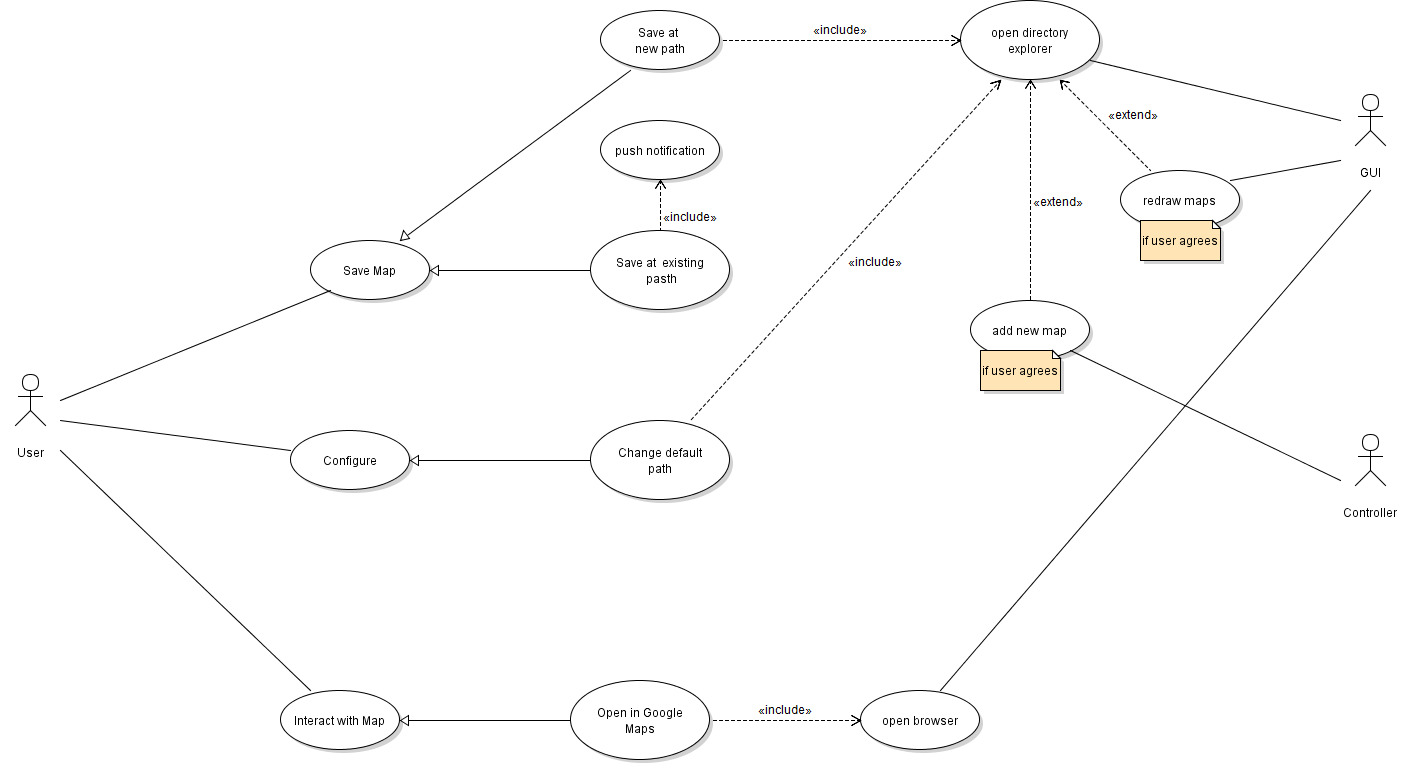 Save at
new path
«include»
open directory
explorer
«extend»
push notification
GUI
redraw maps
«extend»
«include»
if user agrees
Save Map
Save at existing
pasth
«include»
add new map
if user agrees
User
Configure
Change default
path
Controller
Interact with Map
Open in Google
Maps
«include»
open browser